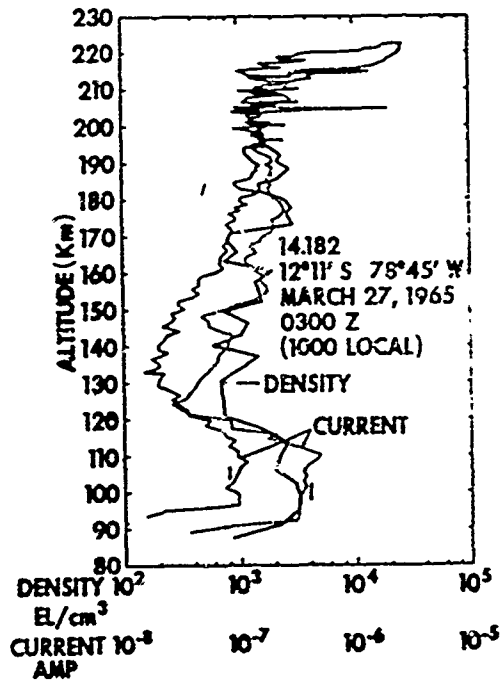 230
220
210
200
190
180
170
160
150
140
130
120
110
100
90
80
ALTITUDE (Km)
14.182
12°11' S 78°45' W
MARCH 27, 1965
0300 Z
(1000 LOCAL)
DENSITY
CURRENT
DENSITY 10² 10³ 10⁴ 10⁵
EL/cm³
CURRENT 10⁻⁸ 10⁻⁷ 10⁻⁶ 10⁻⁵
AMP